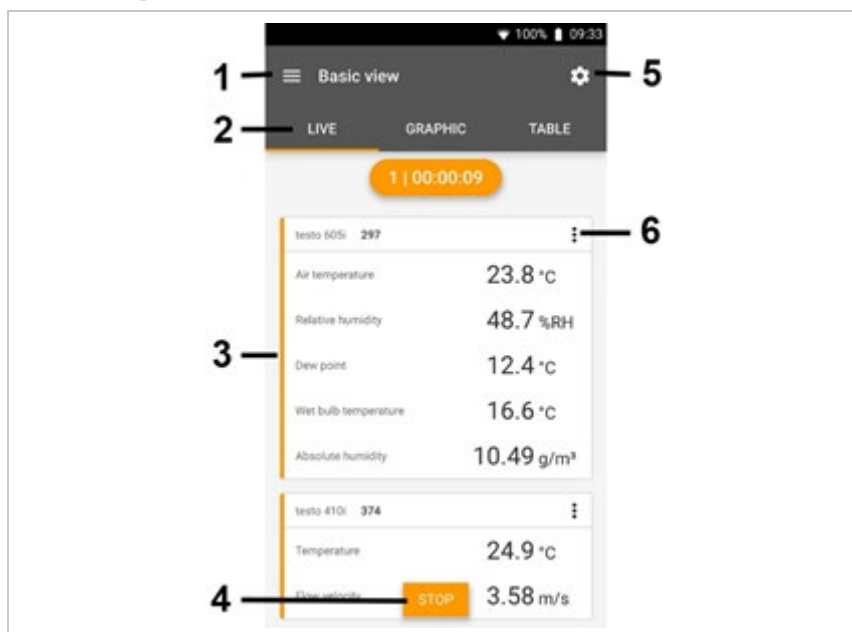 100% 09:33
1 Basic view 5
2 LIVE GRAPHIC TABLE
1 | 00:00:09
testo 605i 297 6
Air temperature 23.8 °C
Relative humidity 48.7 %RH
3
Dew point 12.4 °C
Wet bulb temperature 16.6 °C
Absolute humidity 10.49 g/m³
testo 410i 374
Temperature 24.9 °C
4 Flow velocity STOP 3.58 m/s